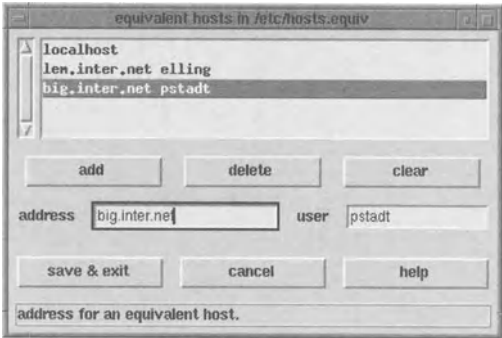 equivalent hosts in /etc/hosts.equiv
localhost
lem.inter.net elling
big.inter.net pstadt
add delete clear
address big.inter.net user pstadt
save & exit cancel help
address for an equivalent host.